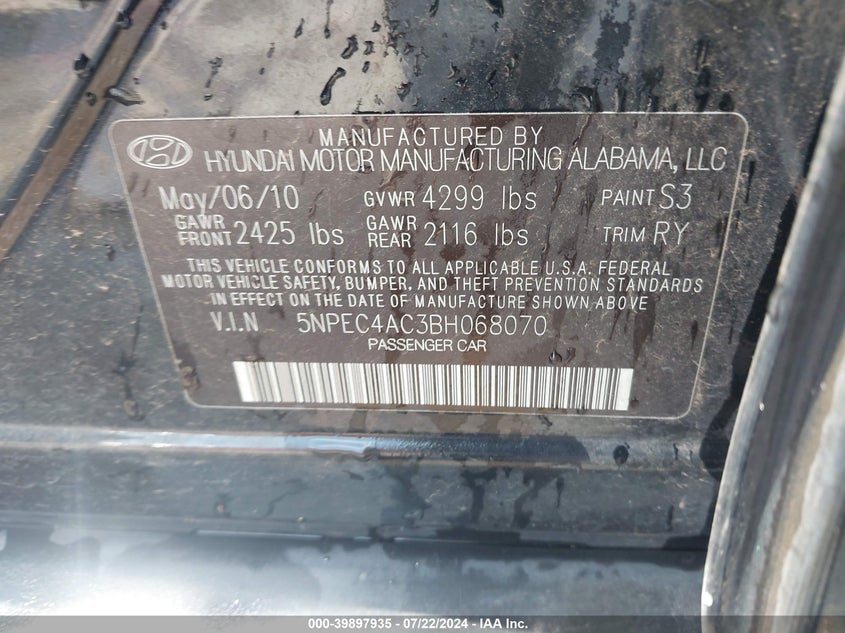 MANUFACTURED BY
HYUNDAI MOTOR MANUFACTURING ALABAMA, LLC
May/06/10 GVWR 4299 lbs PAINT S3
GAWR FRONT 2425 lbs GAWR REAR 2116 lbs TRIM RY
THIS VEHICLE CONFORMS TO ALL APPLICABLE U.S.A. FEDERAL
MOTOR VEHICLE SAFETY, BUMPER, AND THEFT PREVENTION STANDARDS
IN EFFECT ON THE DATE OF MANUFACTURE SHOWN ABOVE
V.I.N 5NPEC4AC3BH068070
PASSENGER CAR
000-39897935 - 07/22/2024 - IAA Inc.